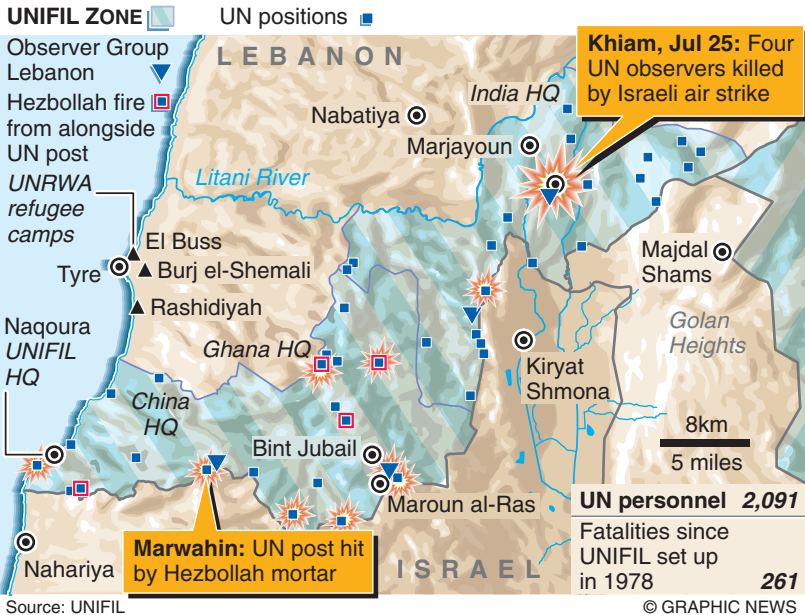 UNIFIL ZONE
UN positions
Observer Group
Lebanon
Hezbollah fire
from alongside
UN post
UNRWA
refugee
camps
LEBANON
Khiam, Jul 25: Four
UN observers killed
by Israeli air strike
India HQ
Nabatiya
Marjayoun
Litani River
El Buss
Tyre
Burj el-Shemali
Rashidiyah
Majdal
Shams
Naqoura
UNIFIL
HQ
Ghana HQ
Golan
Heights
Kiryat
Shmona
China
HQ
8km
5 miles
Bint Jubail
Maroun al-Ras
Marwahin: UN post hit
by Hezbollah mortar
Nahariya
ISRAEL
UN personnel 2,091
Fatalities since
UNIFIL set up
in 1978 261
Source: UNIFIL
© GRAPHIC NEWS